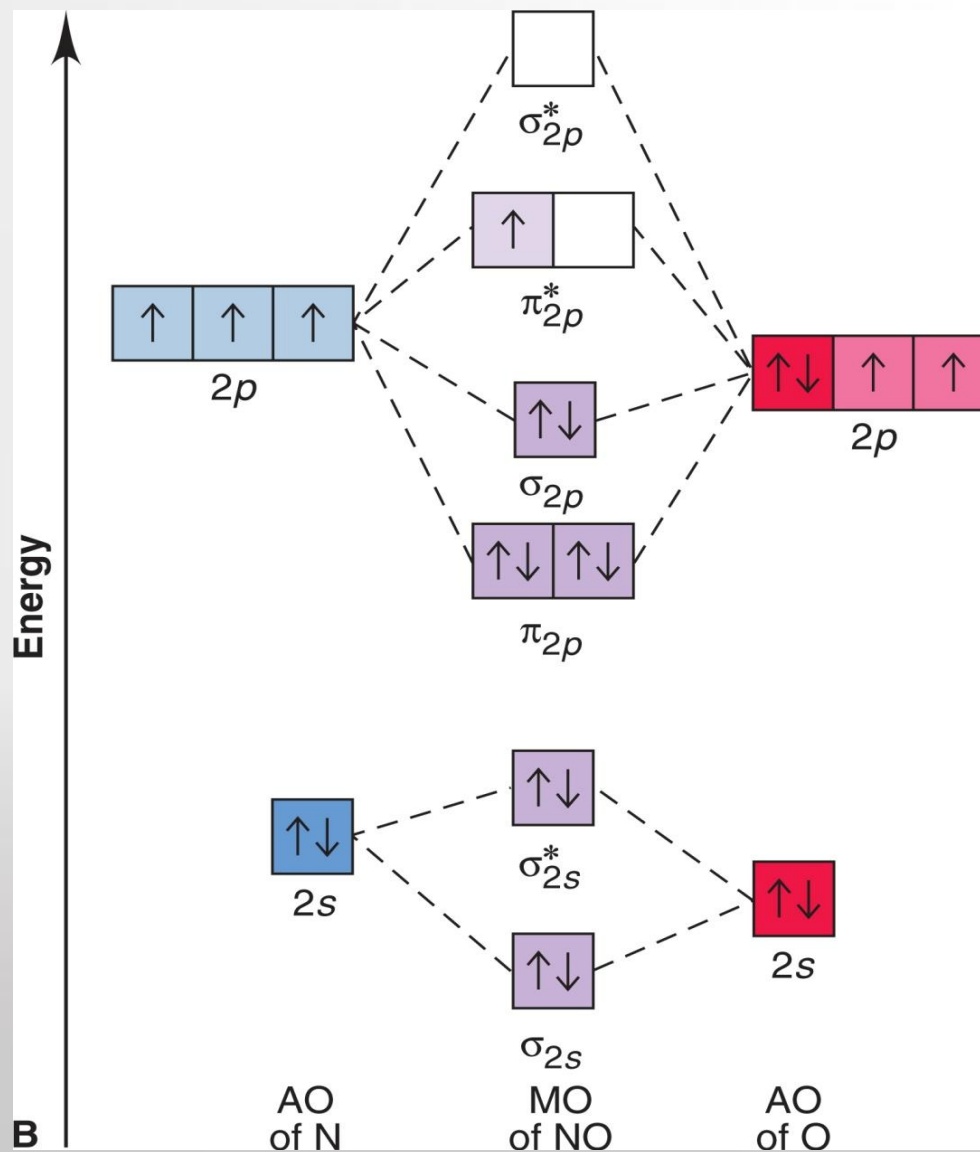 σ*2p
↑
π*2p
↑ ↑ ↑
2p
↑↓ ↑ ↑
2p
↑↓
σ2p
↑↓ ↑↓
π2p
Energy
↑↓
σ*2s
↑↓
2s
↑↓
2s
↑↓
σ2s
AO
of N
MO
of NO
AO
of O
B